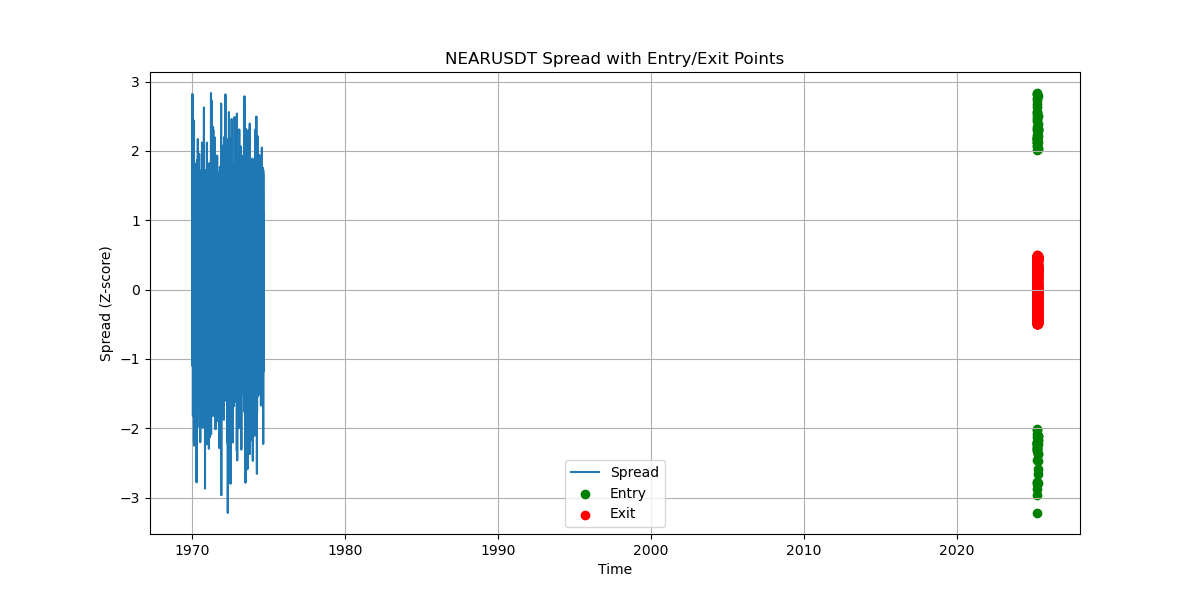 NEARUSDT Spread with Entry/Exit Points
Spread (Z-score)
3
2
1
0
−1
−2
−3
Spread
Entry
Exit
1970
1980
1990
2000
2010
2020
Time